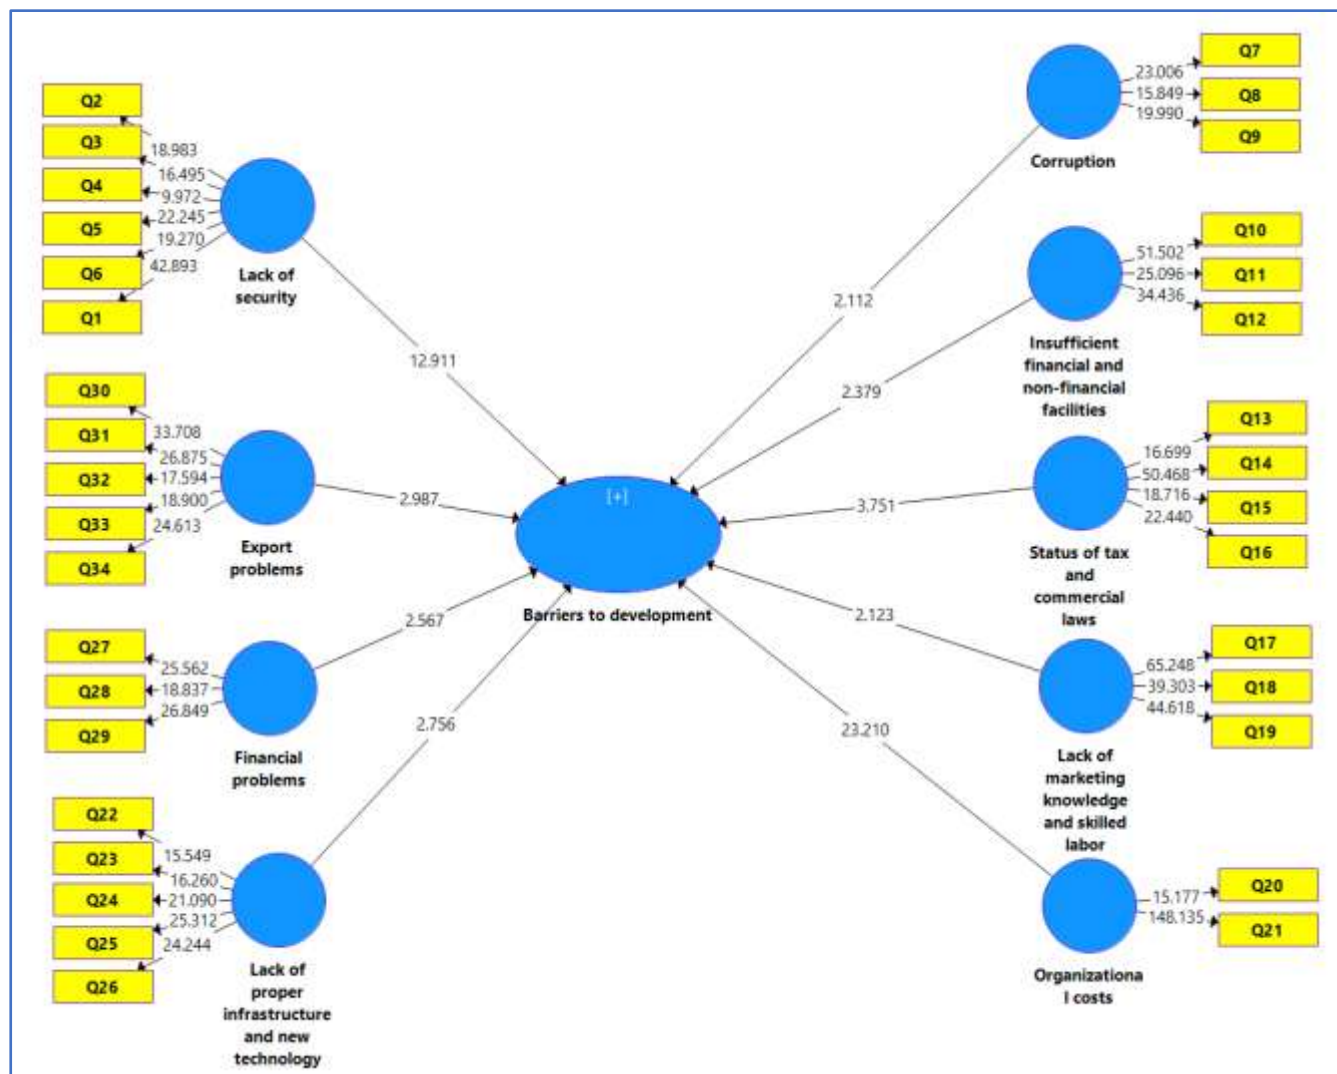 Q2
Q3
Q4
Q5
Q6
Q1
18.983
16.495
9.972
22.245
19.270
42.893
Lack of
security
12.911
Q30
Q31
Q32
Q33
Q34
33.708
26.875
17.594
18.900
24.613
Export
problems
2.987
Q27
Q28
Q29
25.562
18.837
26.849
Financial
problems
2.567
Q22
Q23
Q24
Q25
Q26
15.549
16.260
21.090
25.312
24.244
Lack of
proper
infrastructure
and new
technology
2.756
[+]
Barriers to development
Q7
Q8
Q9
23.006
15.849
19.990
Corruption
2.112
Q10
Q11
Q12
51.502
25.096
34.436
Insufficient
financial and
non-financial
facilities
2.379
Q13
Q14
Q15
Q16
16.699
50.468
18.716
22.440
Status of tax
and
commercial
laws
3.751
Q17
Q18
Q19
65.248
39.303
44.618
Lack of
marketing
knowledge
and skilled
labor
2.123
Q20
Q21
15.177
148.135
Organizationa
l costs
23.210